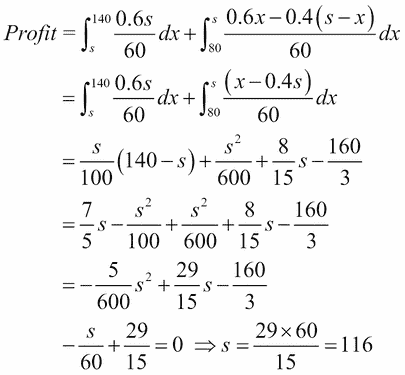 Profit = ∫_s^140 0.6s/60 dx + ∫_80^s 0.6x−0.4(s−x)/60 dx
= ∫_s^140 0.6s/60 dx + ∫_80^s (x−0.4s)/60 dx
= s/100 (140−s) + s²/600 + 8/15 s − 160/3
= 7/5 s − s²/100 + s²/600 + 8/15 s − 160/3
= − 5/600 s² + 29/15 s − 160/3
− s/60 + 29/15 = 0 ⇒ s = 29×60/15 = 116